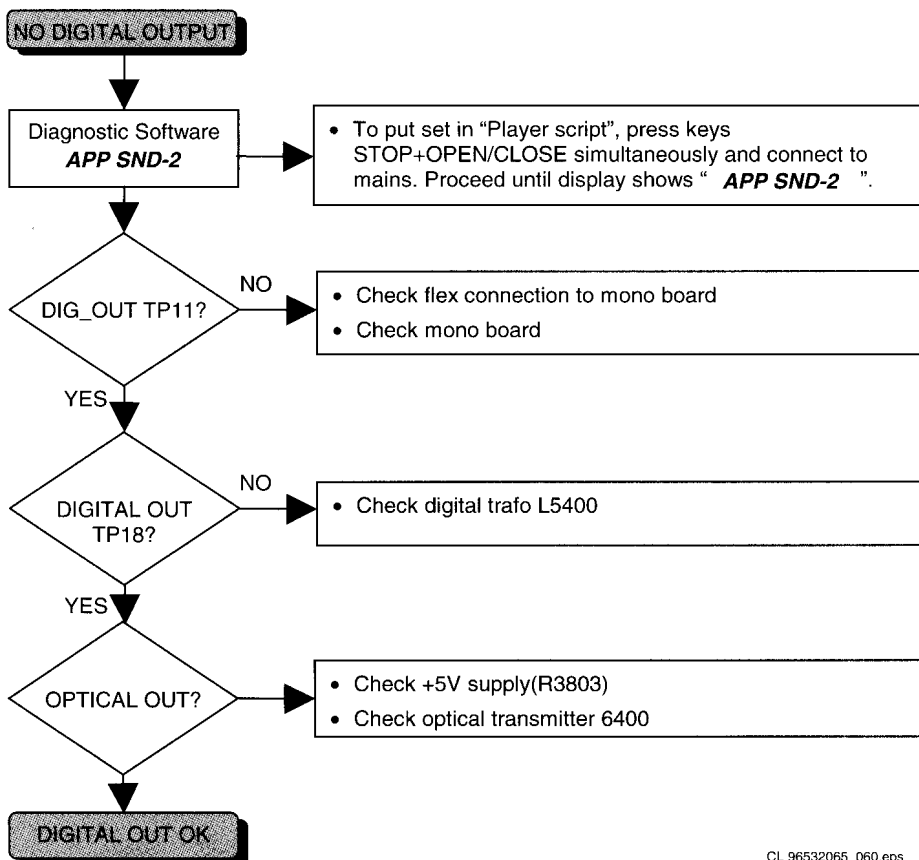 NO DIGITAL OUTPUT
Diagnostic Software
APP SND-2
• To put set in “Player script”, press keys
STOP+OPEN/CLOSE simultaneously and connect to
mains. Proceed until display shows “ APP SND-2 ”.
DIG_OUT TP11?
NO
• Check flex connection to mono board
• Check mono board
YES
DIGITAL OUT
TP18?
NO
• Check digital trafo L5400
YES
OPTICAL OUT?
• Check +5V supply(R3803)
• Check optical transmitter 6400
DIGITAL OUT OK
CL 96532065_060.eps